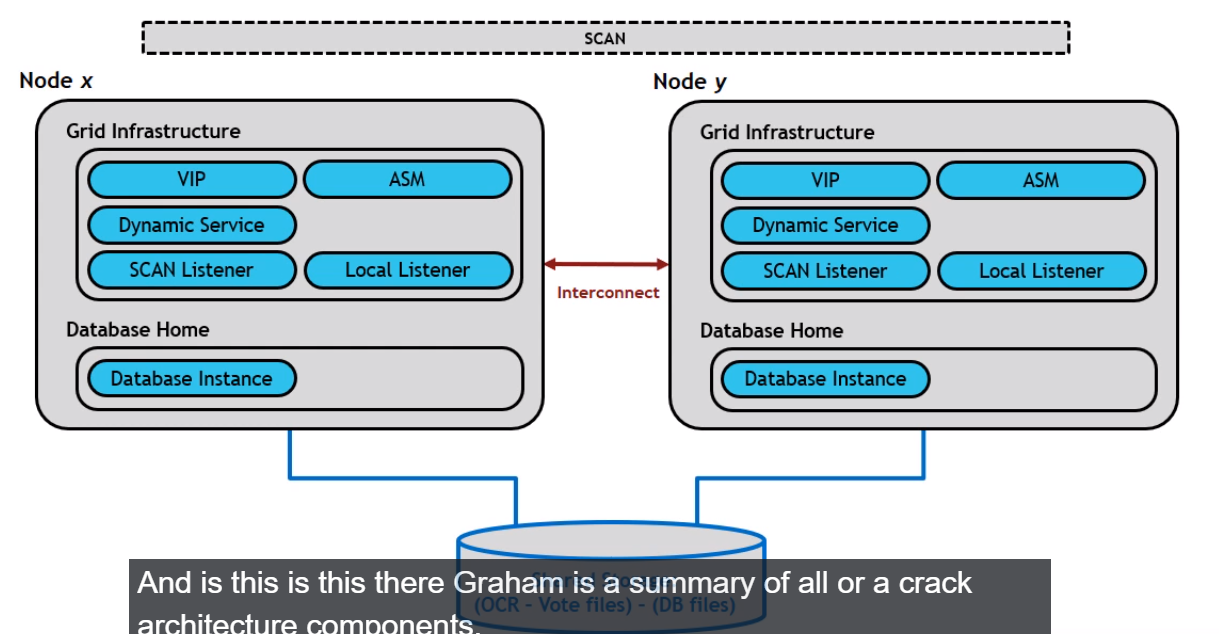 SCAN
Node x
Grid Infrastructure
VIP
ASM
Dynamic Service
SCAN Listener
Local Listener
Database Home
Database Instance
Interconnect
Node y
Grid Infrastructure
VIP
ASM
Dynamic Service
SCAN Listener
Local Listener
Database Home
Database Instance
Shared Storage
(OCR - Vote files) - (DB files)
And is this is this there Graham is a summary of all or a crack
architecture components.